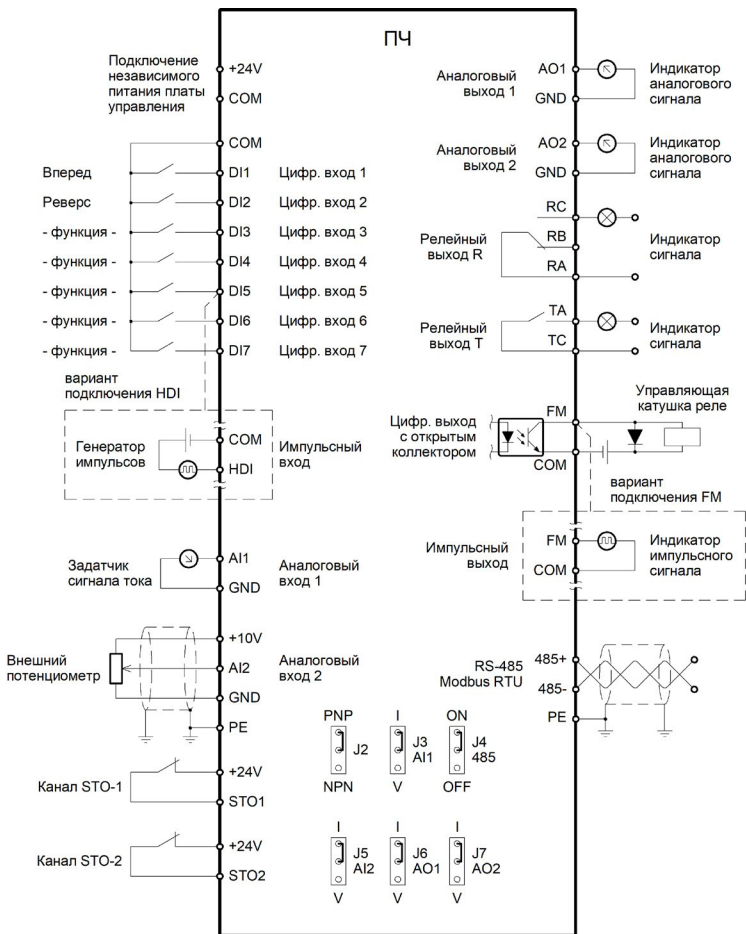 ПЧ
Подключение
независимого
питания платы
управления
+24V
COM
COM
Вперед
DI1
Цифр. вход 1
Реверс
DI2
Цифр. вход 2
- функция -
DI3
Цифр. вход 3
- функция -
DI4
Цифр. вход 4
- функция -
DI5
Цифр. вход 5
- функция -
DI6
Цифр. вход 6
- функция -
DI7
Цифр. вход 7
вариант
подключения HDI
Генератор
импульсов
COM
HDI
Импульсный
вход
Задатчик
сигнала тока
AI1
GND
Аналоговый
вход 1
Внешний
потенциометр
+10V
AI2
GND
PE
Аналоговый
вход 2
Канал STO-1
+24V
STO1
Канал STO-2
+24V
STO2
Аналоговый
выход 1
AO1
GND
Индикатор
аналогового
сигнала
Аналоговый
выход 2
AO2
GND
Индикатор
аналогового
сигнала
Релейный
выход R
RC
RB
RA
Индикатор
сигнала
Релейный
выход T
TA
TC
Индикатор
сигнала
Цифр. выход
с открытым
коллектором
FM
COM
Управляющая
катушка реле
вариант
подключения FM
Импульсный
выход
FM
COM
Индикатор
импульсного
сигнала
RS-485
Modbus RTU
485+
485-
PE
PNP
J2
NPN
I
J3
AI1
V
ON
J4
485
OFF
I
J5
AI2
V
I
J6
AO1
V
I
J7
AO2
V